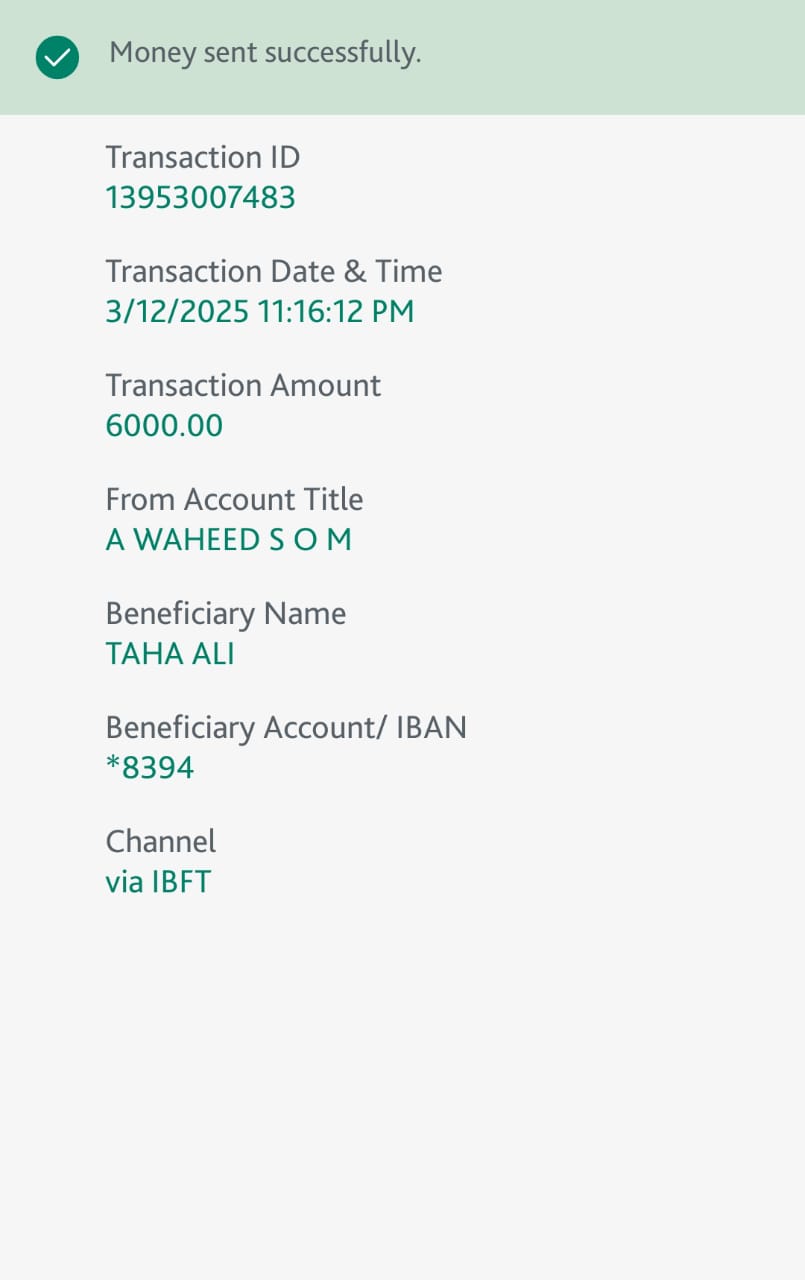 Money sent successfully.
Transaction ID
13953007483
Transaction Date & Time
3/12/2025 11:16:12 PM
Transaction Amount
6000.00
From Account Title
A WAHEED S O M
Beneficiary Name
TAHA ALI
Beneficiary Account/ IBAN
*8394
Channel
via IBFT